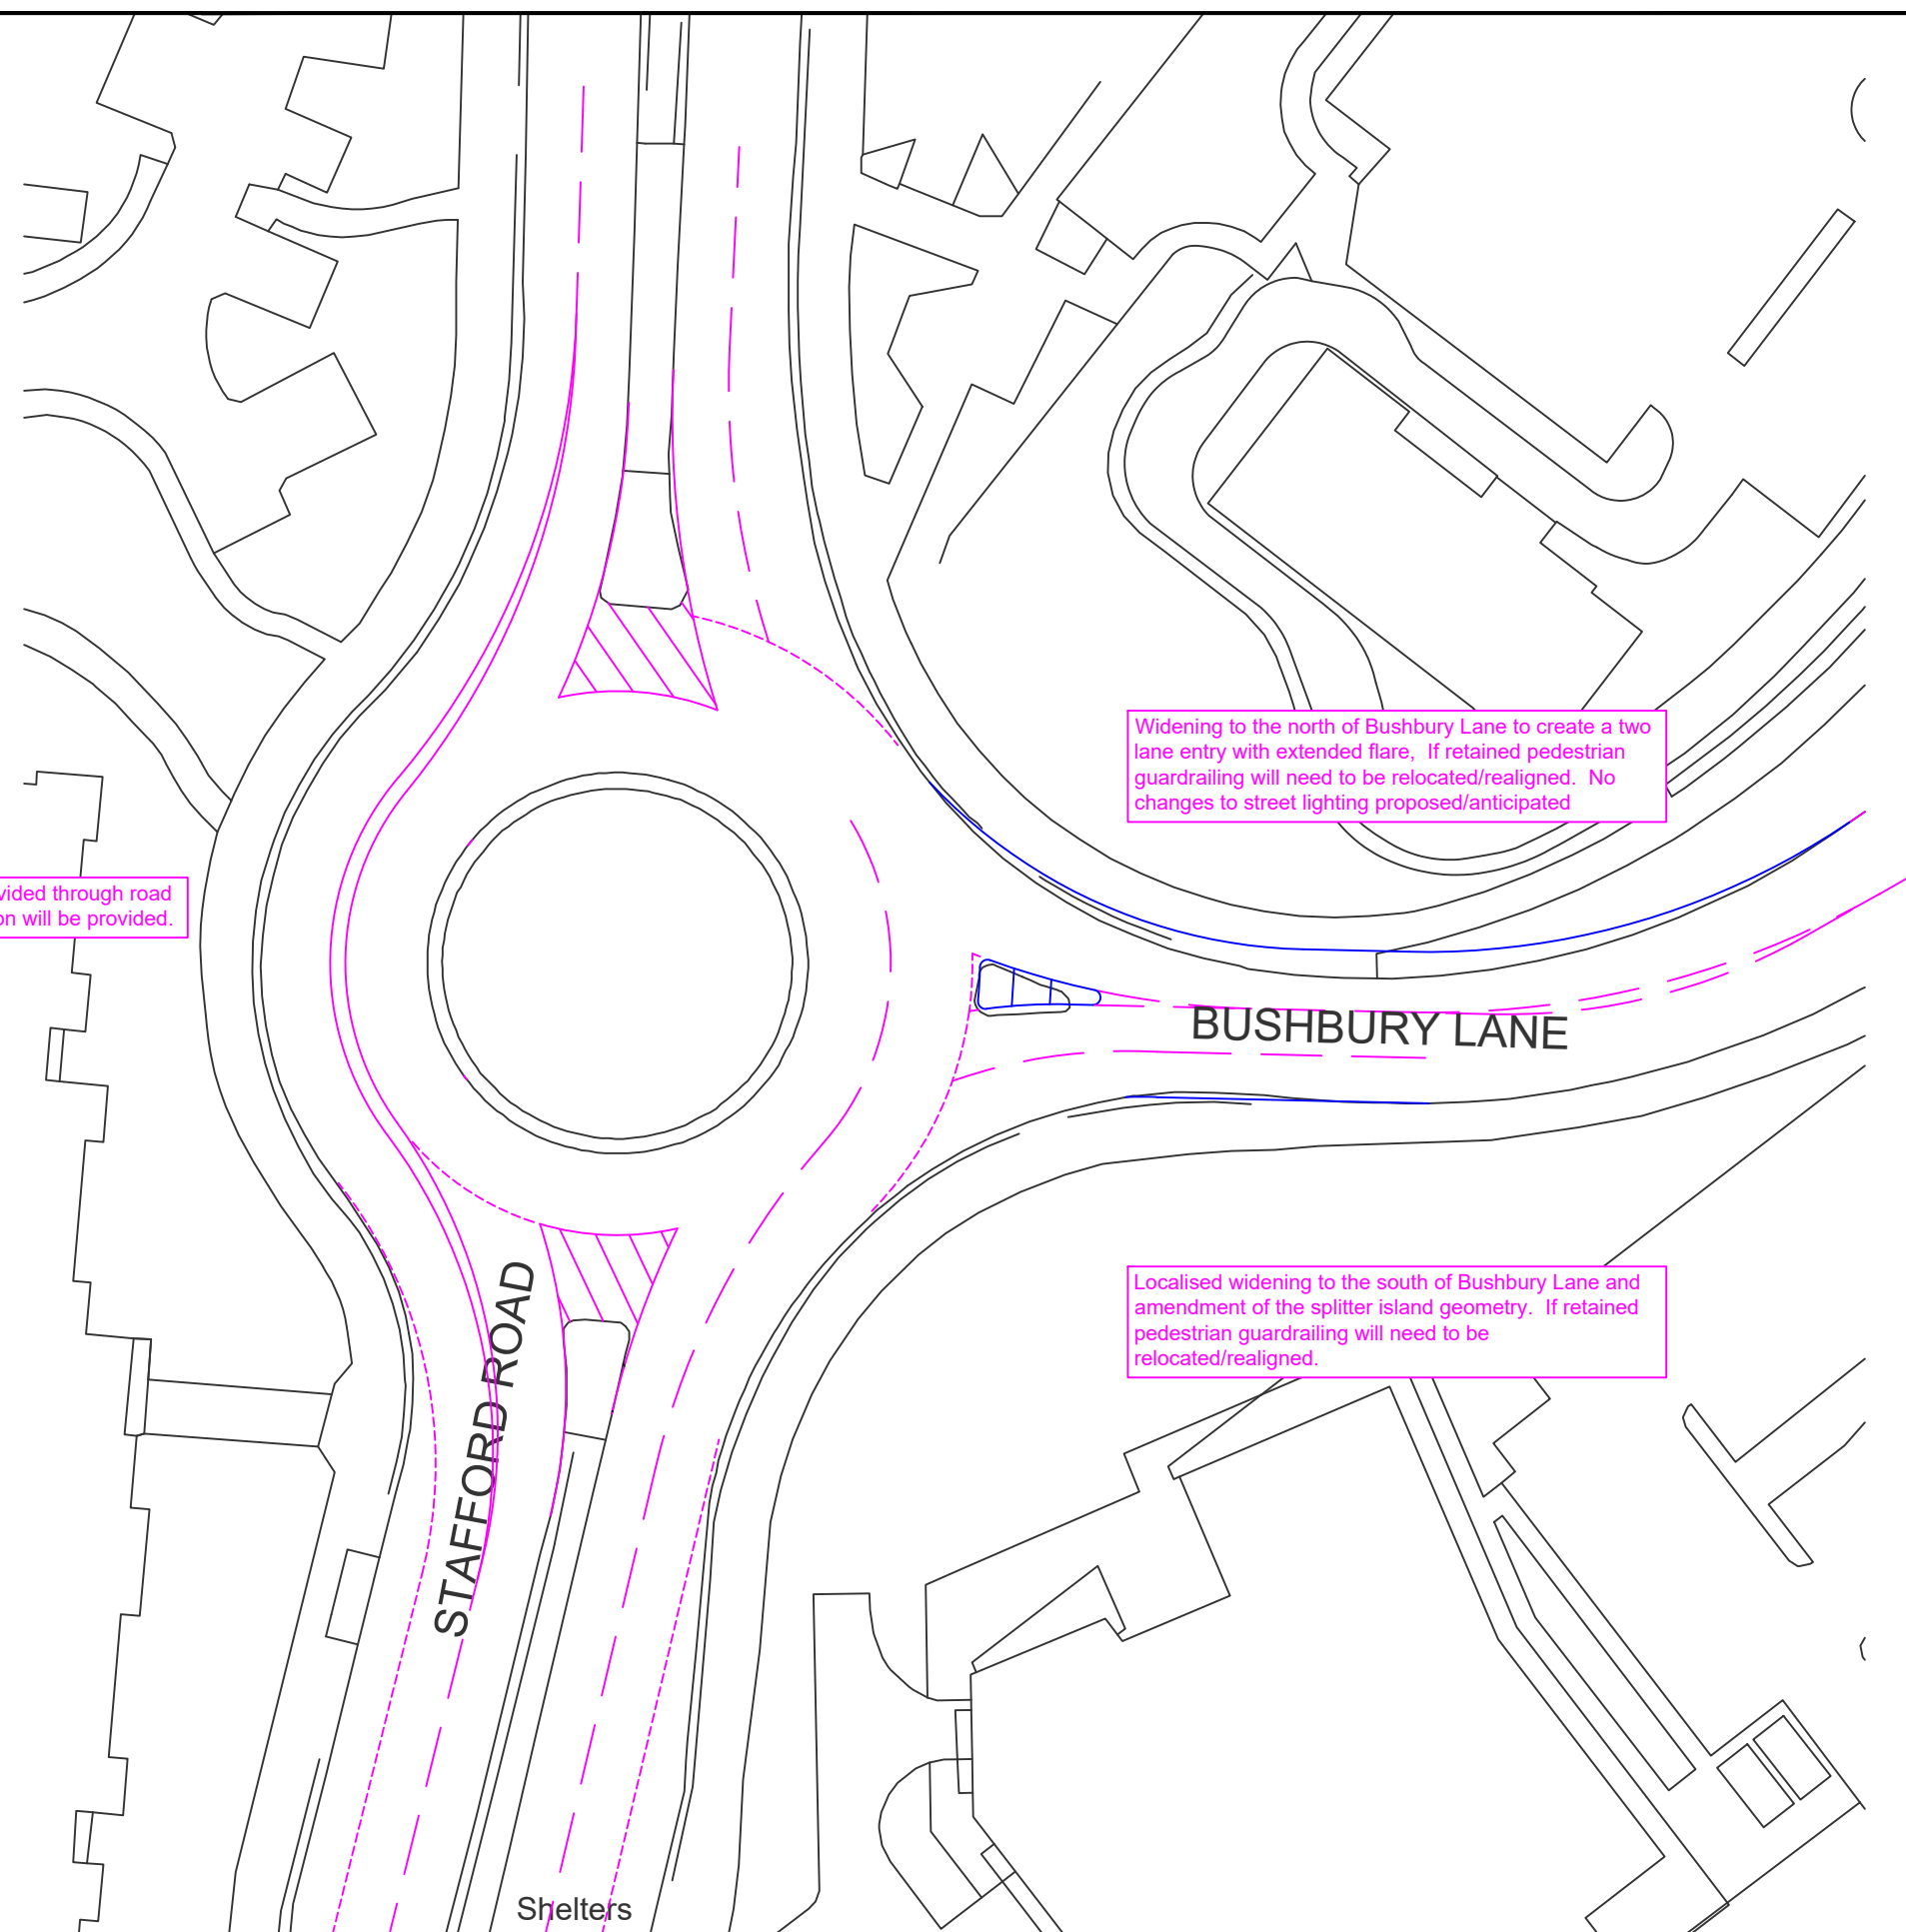 Widening to the north of Bushbury Lane to create a two
lane entry with extended flare, If retained pedestrian
guardrailing will need to be relocated/realigned. No
changes to street lighting proposed/anticipated
through road
on will be provided.
BUSHBURY LANE
Localised widening to the south of Bushbury Lane and
amendment of the splitter island geometry. If retained
pedestrian guardrailing will need to be
relocated/realigned.
STAFFORD ROAD
Shelters